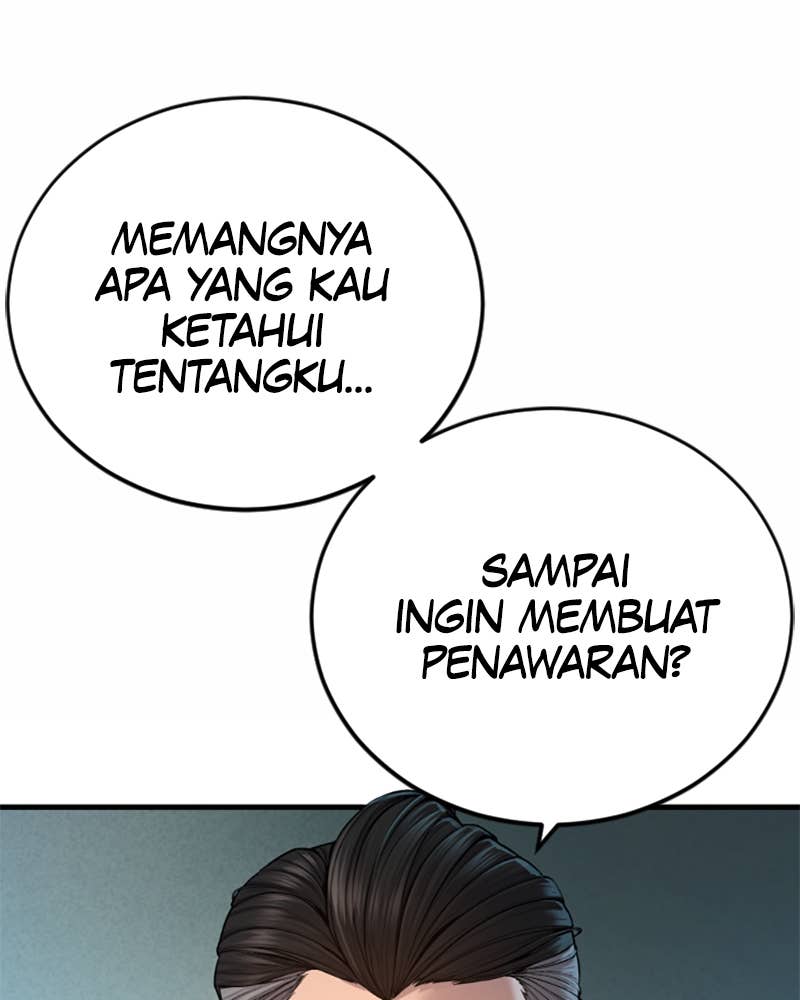 MEMANGNYA
APA YANG KAU
KETAHUI
TENTANGKU...
SAMPAI
INGIN MEMBUAT
PENAWARAN?